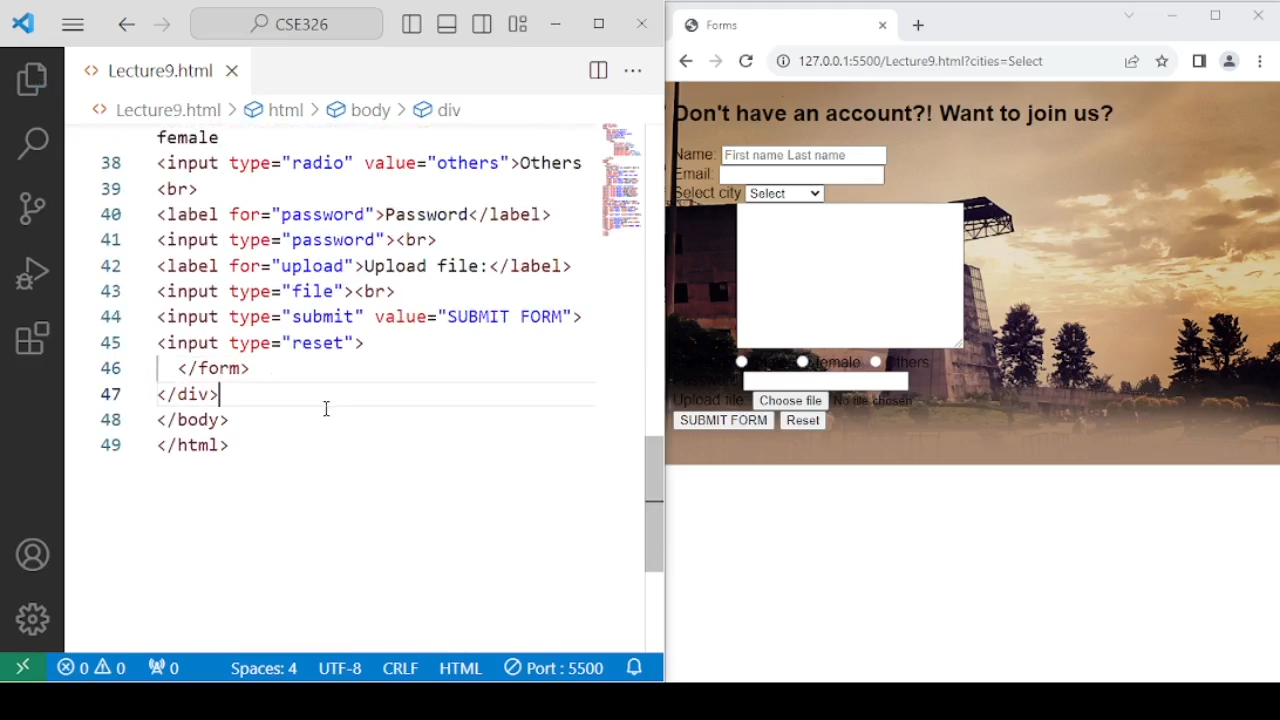 CSE326
Lecture9.html
Lecture9.html > html > body > div
female
38 <input type="radio" value="others">Others
39 <br>
40 <label for="password">Password</label>
41 <input type="password"><br>
42 <label for="upload">Upload file:</label>
43 <input type="file"><br>
44 <input type="submit" value="SUBMIT FORM">
45 <input type="reset">
46 </form>
47 </div>
48 </body>
49 </html>
0 0 0 Spaces: 4 UTF-8 CRLF HTML Port : 5500
Forms
127.0.0.1:5500/Lecture9.html?cities=Select
Don't have an account?! Want to join us?
Name: First name Last name
Email:
Select city Select
female Others
Upload file: Choose file No file chosen
SUBMIT FORM Reset